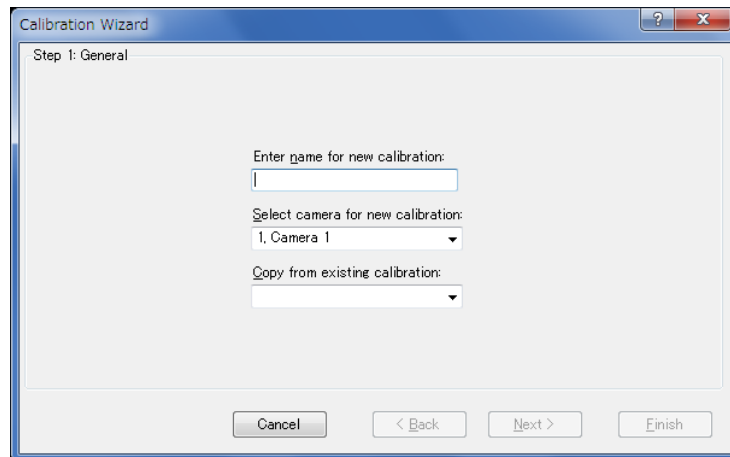 Calibration Wizard
?
X
Step 1: General
Enter name for new calibration:
Select camera for new calibration:
1, Camera 1
Copy from existing calibration:
Cancel
< Back
Next >
Finish